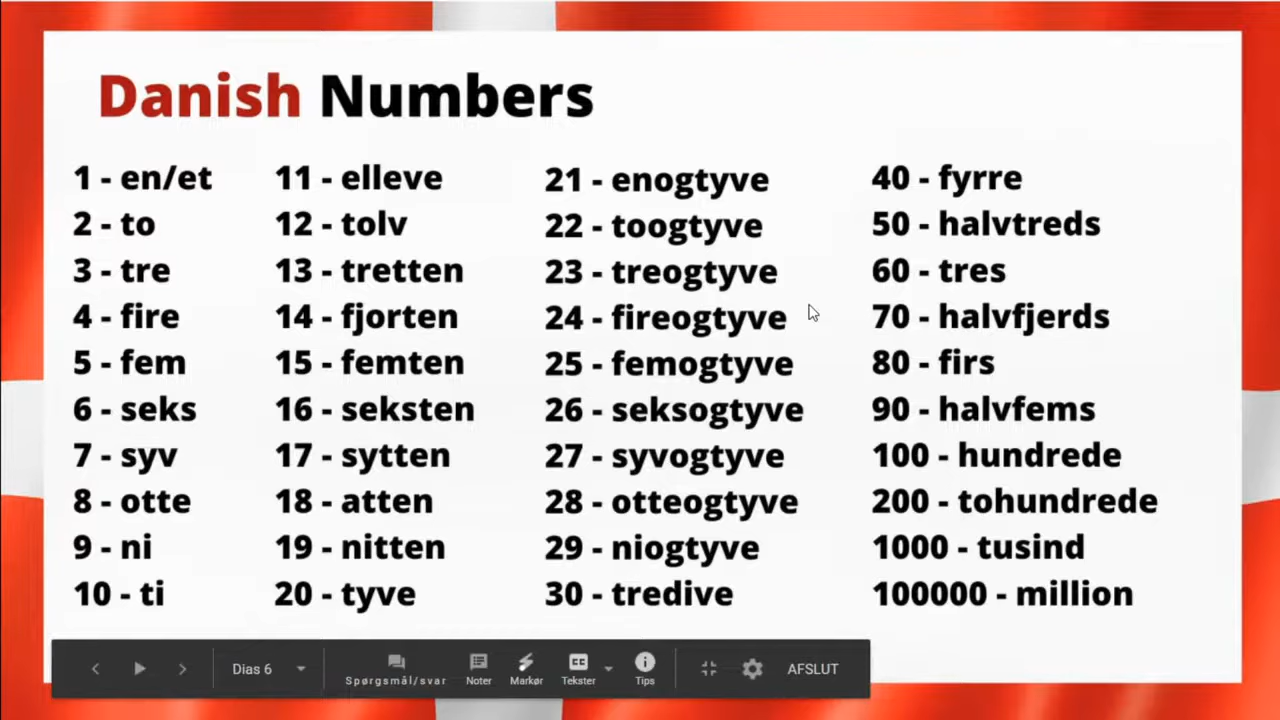 Danish Numbers
1 - en/et
2 - to
3 - tre
4 - fire
5 - fem
6 - seks
7 - syv
8 - otte
9 - ni
10 - ti
11 - elleve
12 - tolv
13 - tretten
14 - fjorten
15 - femten
16 - seksten
17 - sytten
18 - atten
19 - nitten
20 - tyve
21 - enogtyve
22 - toogtyve
23 - treogtyve
24 - fireogtyve
25 - femogtyve
26 - seksogtyve
27 - syvogtyve
28 - otteogtyve
29 - niogtyve
30 - tredive
40 - fyrre
50 - halvtreds
60 - tres
70 - halvfjerds
80 - firs
90 - halvfems
100 - hundrede
200 - tohundrede
1000 - tusind
100000 - million
Dias 6
Spørgsmål/svar
Noter
Markør
CC
Tekster
Tips
AFSLUT